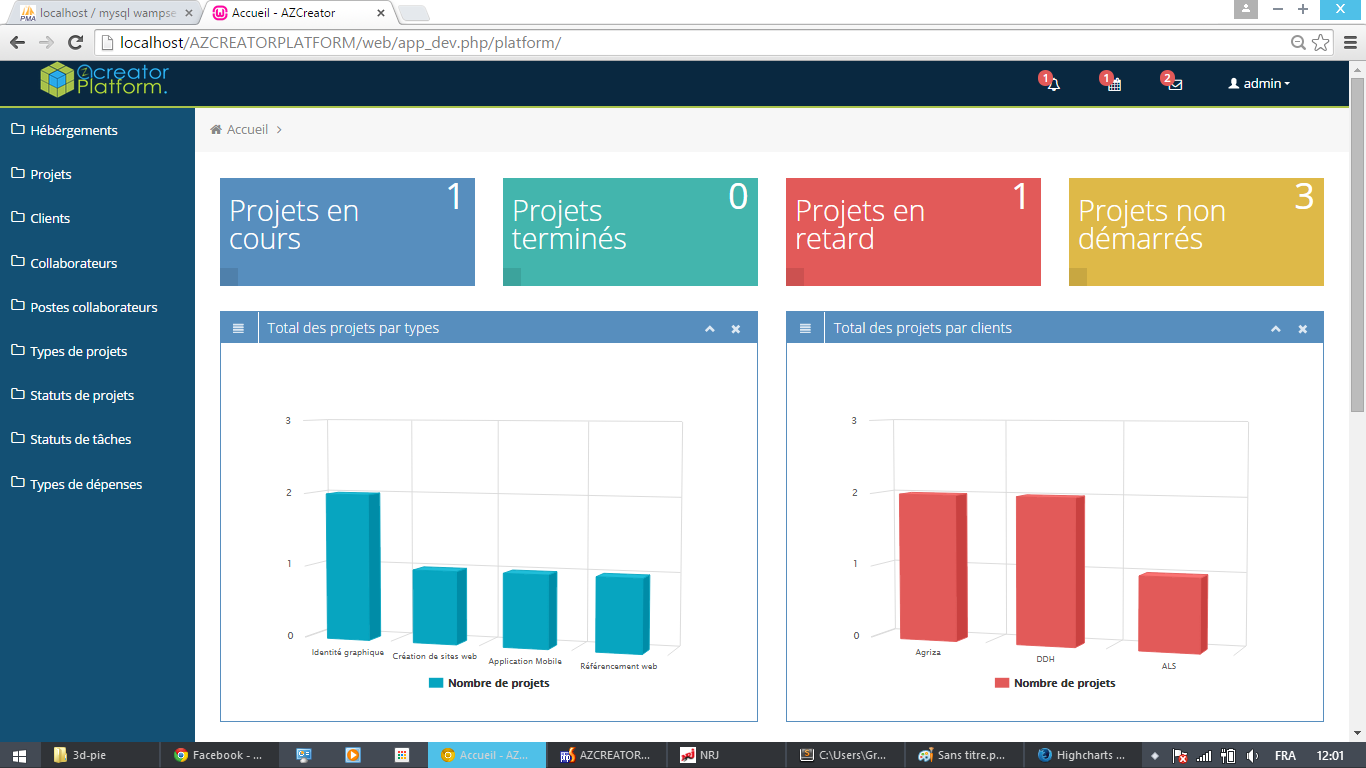 localhost / mysql wampse
Accueil - AZCreator
localhost/AZCREATORPLATFORM/web/app_dev.php/platform/
creator
Platform.
1
1
2
admin
Hébérgements
Projets
Clients
Collaborateurs
Postes collaborateurs
Types de projets
Statuts de projets
Statuts de tâches
Types de dépenses
Accueil
Projets en
cours
1
Projets
terminés
0
Projets en
retard
1
Projets non
démarrés
3
Total des projets par types
3
2
1
0
Identité graphique
Création de sites web
Application Mobile
Référencement web
Nombre de projets
Total des projets par clients
3
2
1
0
Agriza
DDH
ALS
Nombre de projets
3d-pie
Facebook - ...
Accueil - AZ...
AZCREATOR...
NRJ
C:\Users\Gr...
Sans titre.p...
Highcharts ...
FRA
12:01